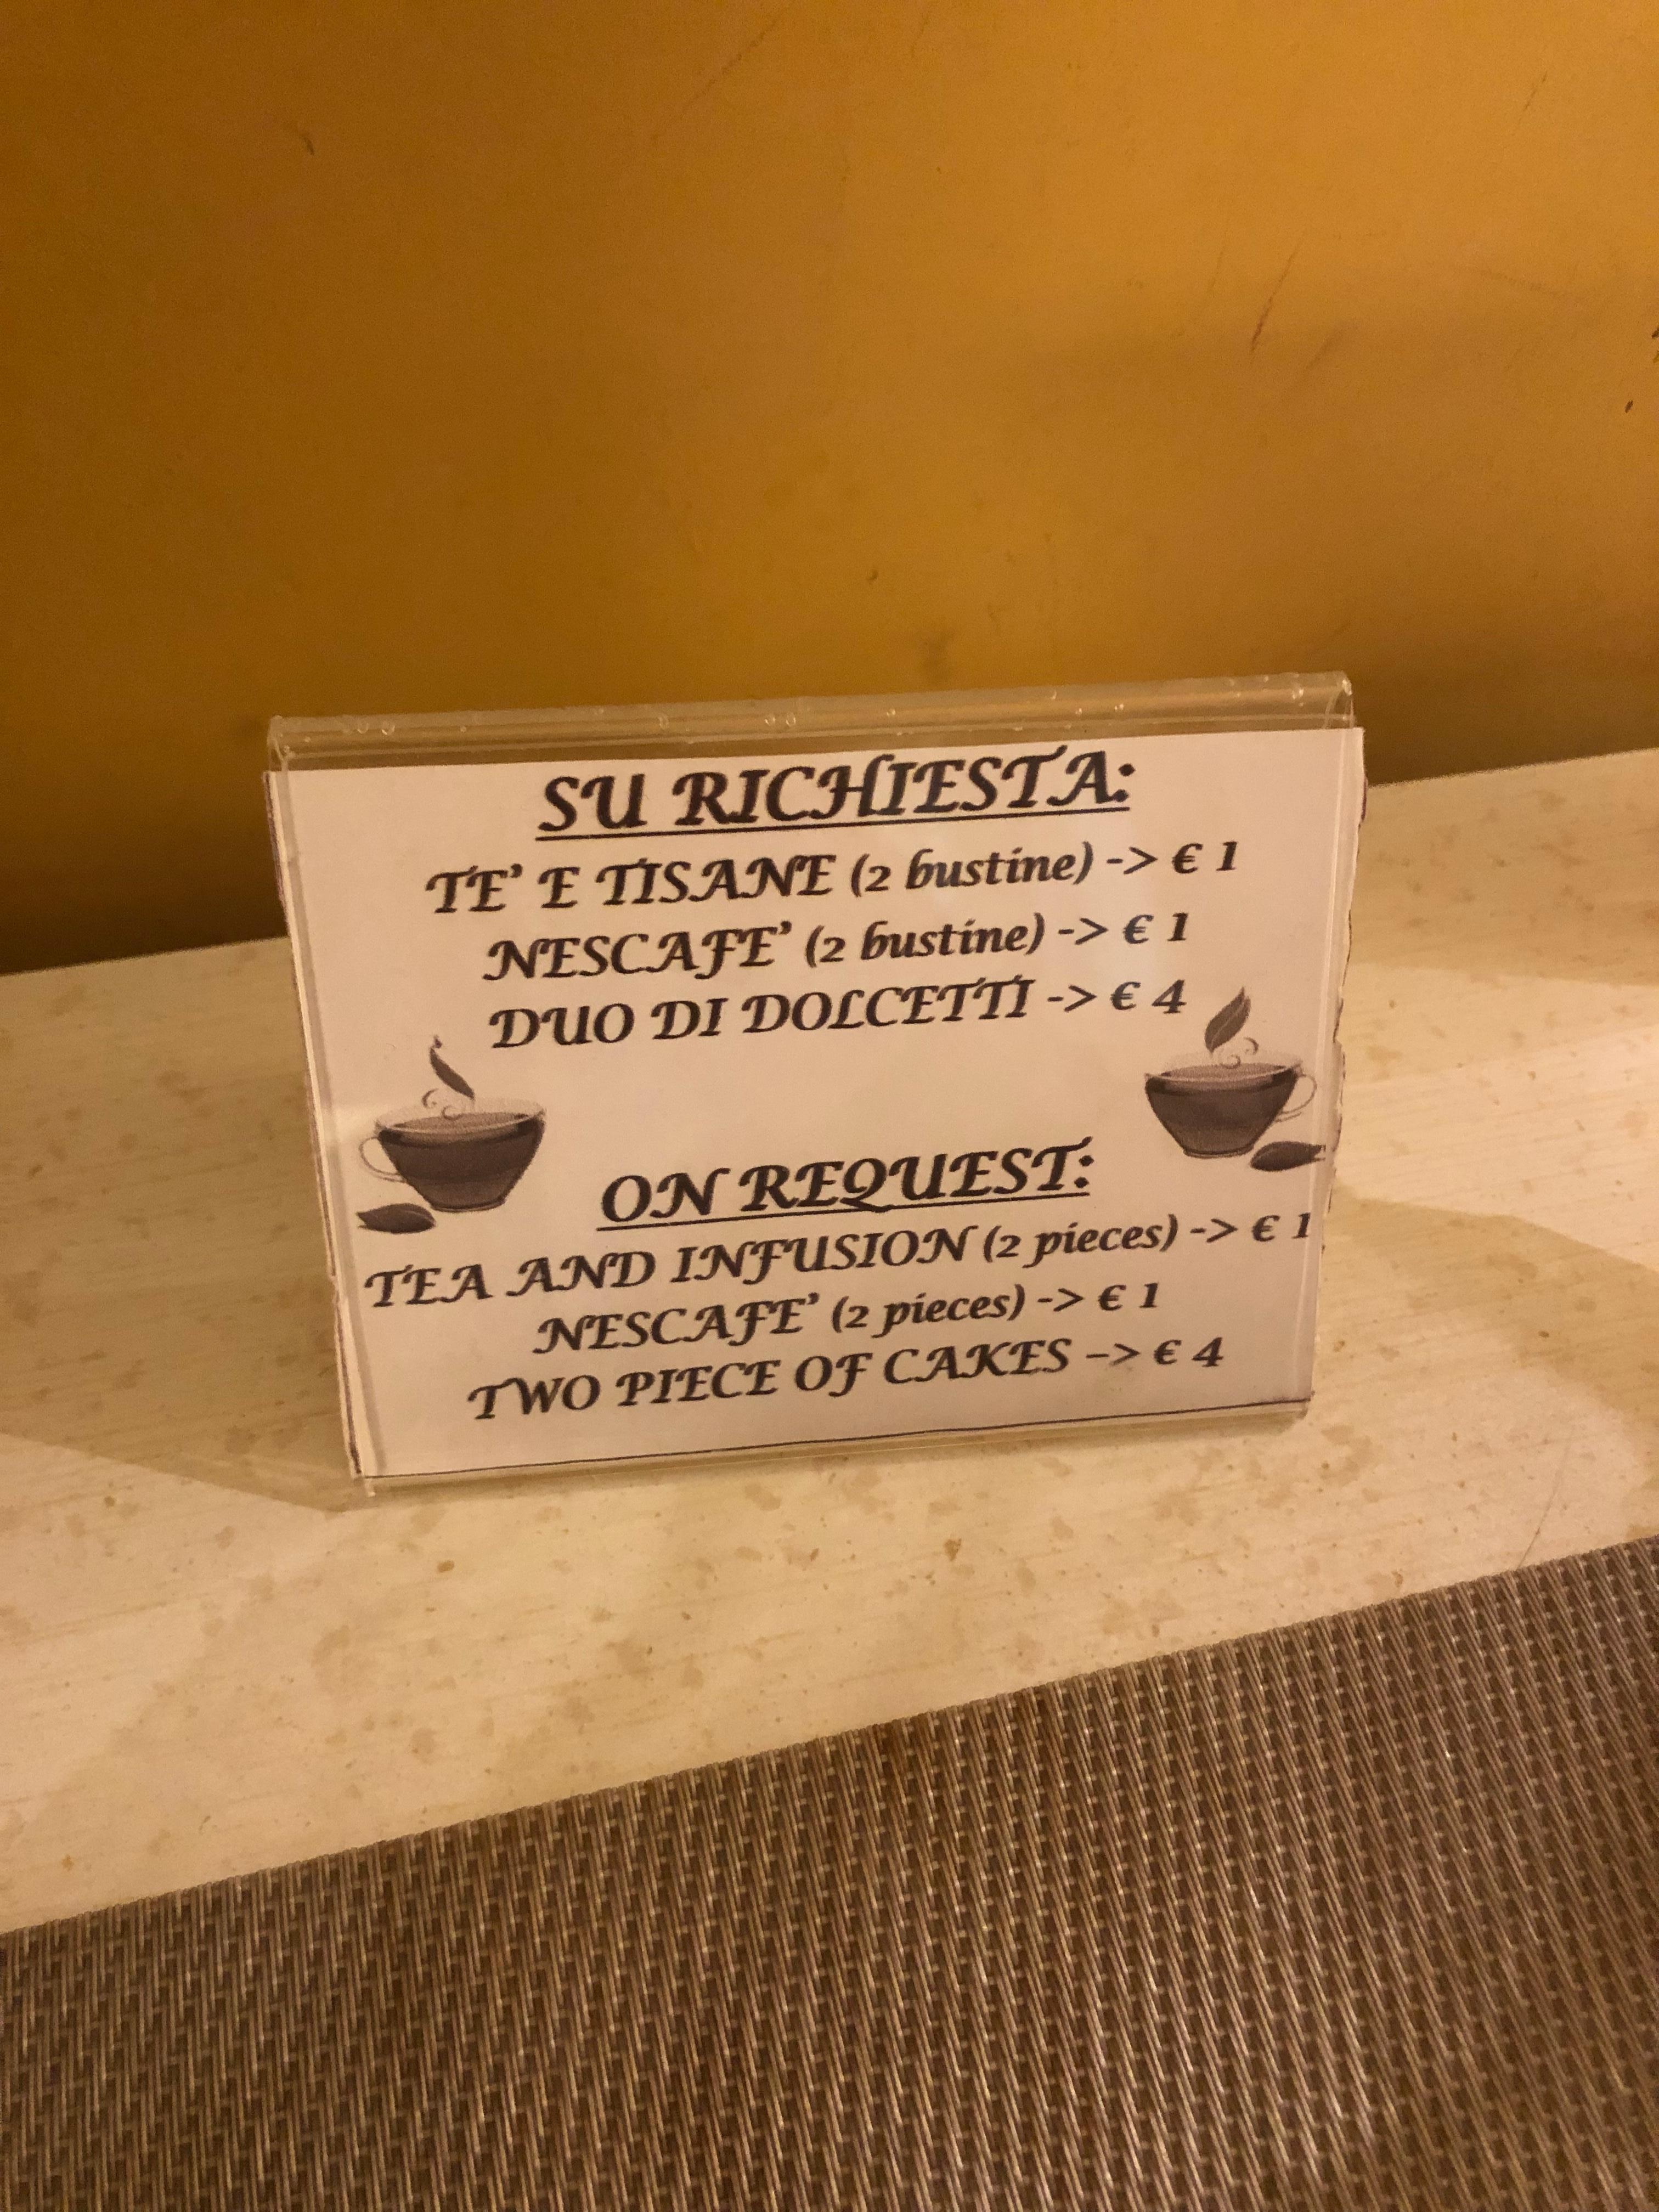 SU RICHIESTA:
TE' E TISANE (2 bustine) -> € 1
NESCAFE' (2 bustine) -> € 1
DUO DI DOLCETTI -> € 4
ON REQUEST:
TEA AND INFUSION (2 pieces) -> € 1
NESCAFE' (2 pieces) -> € 1
TWO PIECE OF CAKES –> € 4